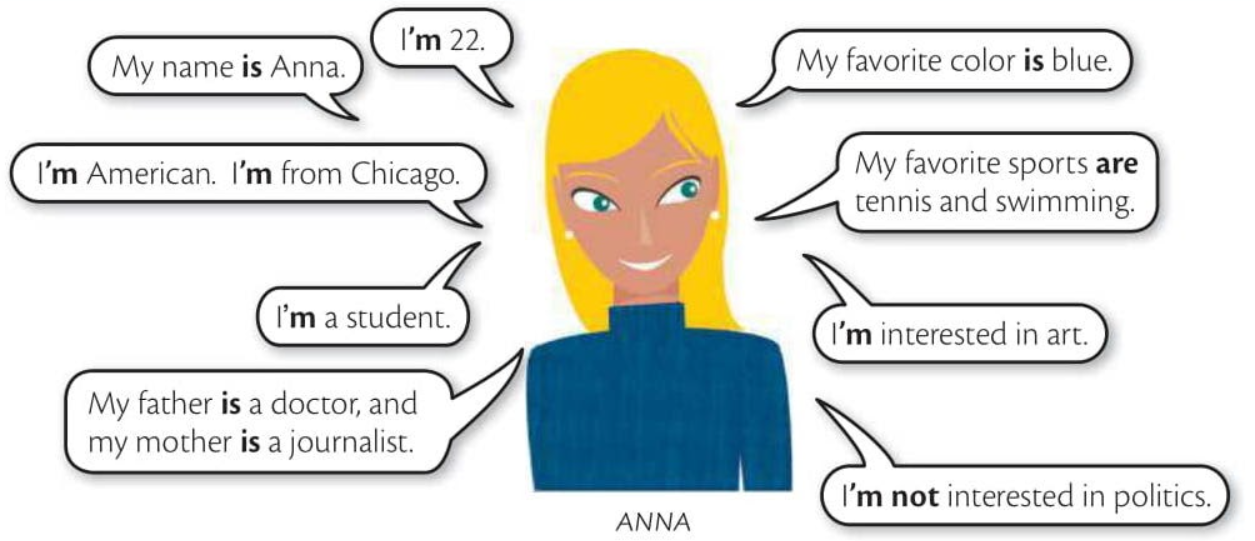 My name is Anna.
I'm 22.
I'm American. I'm from Chicago.
I'm a student.
My father is a doctor, and
my mother is a journalist.
My favorite color is blue.
My favorite sports are
tennis and swimming.
I'm interested in art.
I'm not interested in politics.
ANNA